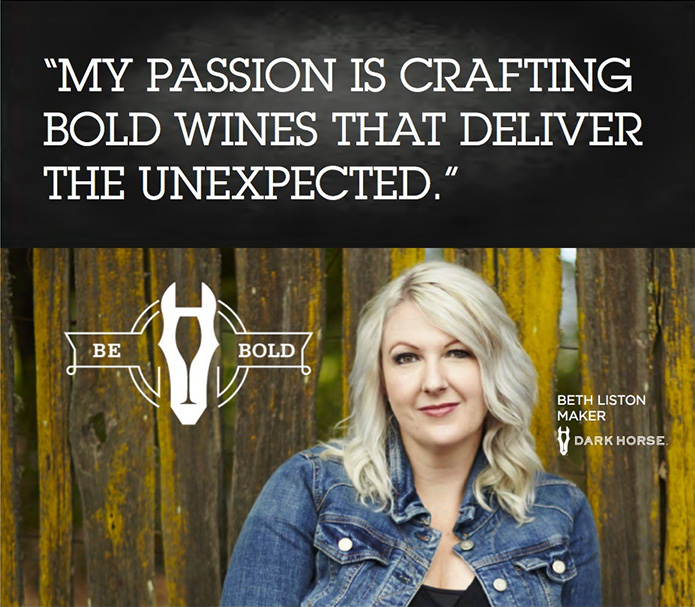 “MY PASSION IS CRAFTING
BOLD WINES THAT DELIVER
THE UNEXPECTED.”
BE BOLD
BETH LISTON
MAKER
DARK HORSE.